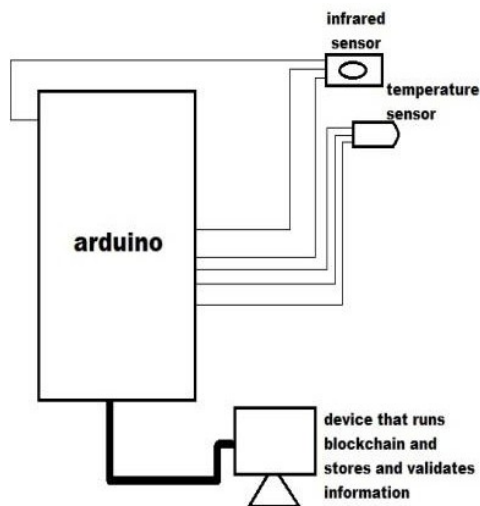 infrared
sensor
temperature
sensor
arduino
device that runs
blockchain and
stores and validates
information